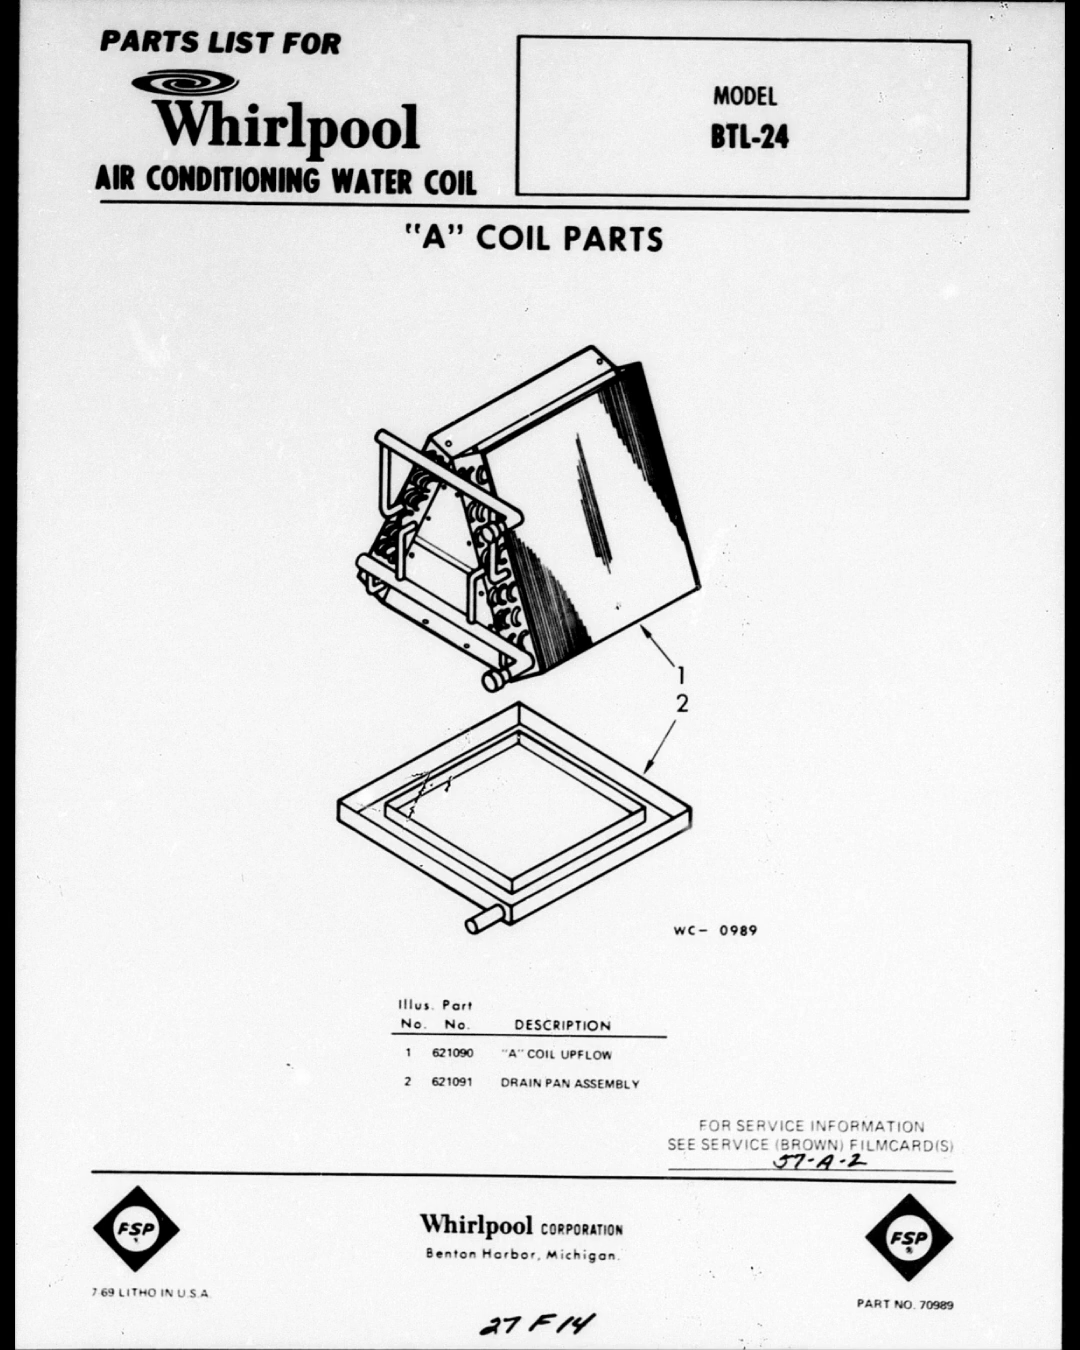 PARTS LIST FOR
Whirlpool
AIR CONDITIONING WATER COIL
MODEL
BTL-24
"A" COIL PARTS
1
2
WC- 0989
Illus. Part
No. No. DESCRIPTION
1 621090 "A" COIL UPFLOW
2 621091 DRAIN PAN ASSEMBLY
FOR SERVICE INFORMATION
SEE SERVICE (BROWN) FILMCARD(S)
57-A-2
FSP
Whirlpool CORPORATION
Benton Harbor, Michigan.
FSP
®
7-69 LITHO IN U.S.A.
PART NO. 70989
27 F 14